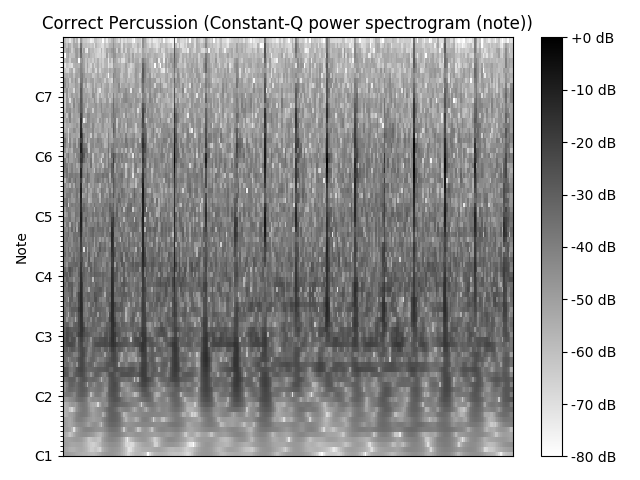 Correct Percussion (Constant-Q power spectrogram (note))
Note
C7
C6
C5
C4
C3
C2
C1
+0 dB
-10 dB
-20 dB
-30 dB
-40 dB
-50 dB
-60 dB
-70 dB
-80 dB